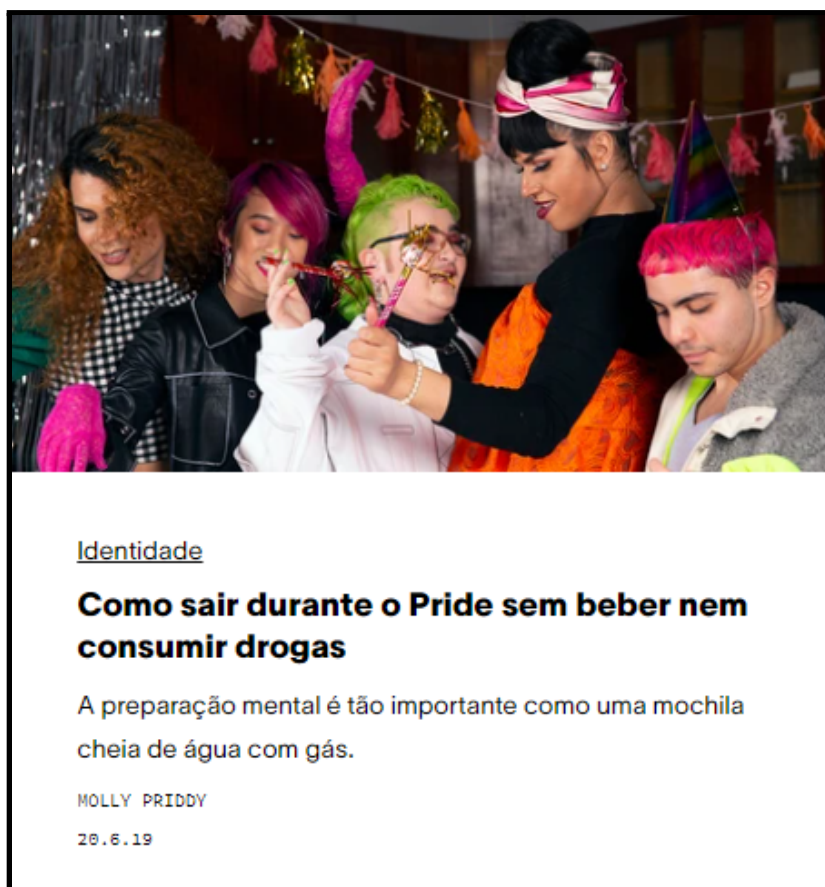 Identidade
Como sair durante o Pride sem beber nem
consumir drogas
A preparação mental é tão importante como uma mochila
cheia de água com gás.
MOLLY PRIDDY
20.6.19